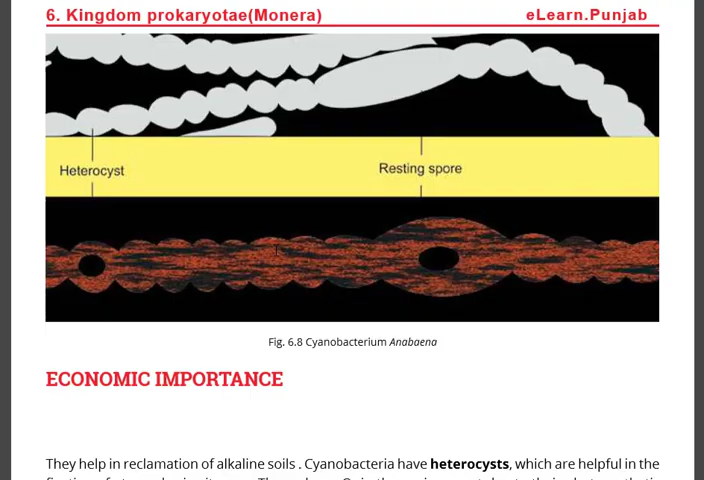 6. Kingdom prokaryotae(Monera) eLearn.Punjab
Heterocyst Resting spore
Fig. 6.8 Cyanobacterium Anabaena
ECONOMIC IMPORTANCE
They help in reclamation of alkaline soils . Cyanobacteria have heterocysts, which are helpful in the